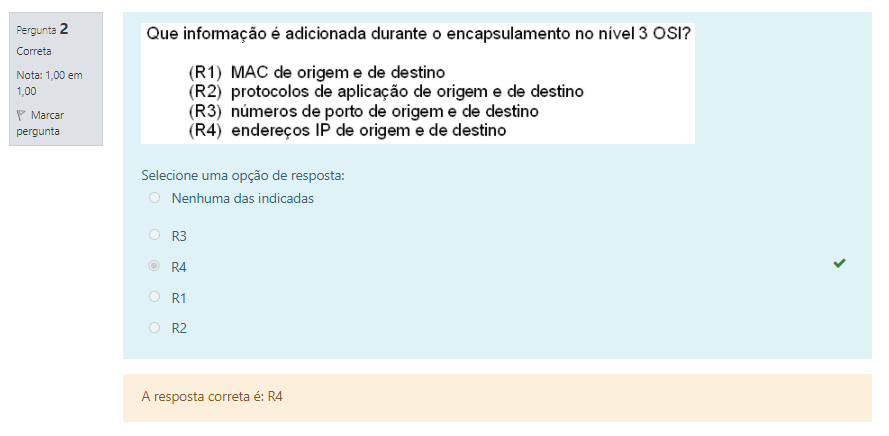 Pergunta 2
Correta
Nota: 1,00 em
1,00
Marcar
pergunta
Que informação é adicionada durante o encapsulamento no nível 3 OSI?
(R1) MAC de origem e de destino
(R2) protocolos de aplicação de origem e de destino
(R3) números de porto de origem e de destino
(R4) endereços IP de origem e de destino
Selecione uma opção de resposta:
Nenhuma das indicadas
R3
R4
R1
R2
A resposta correta é: R4